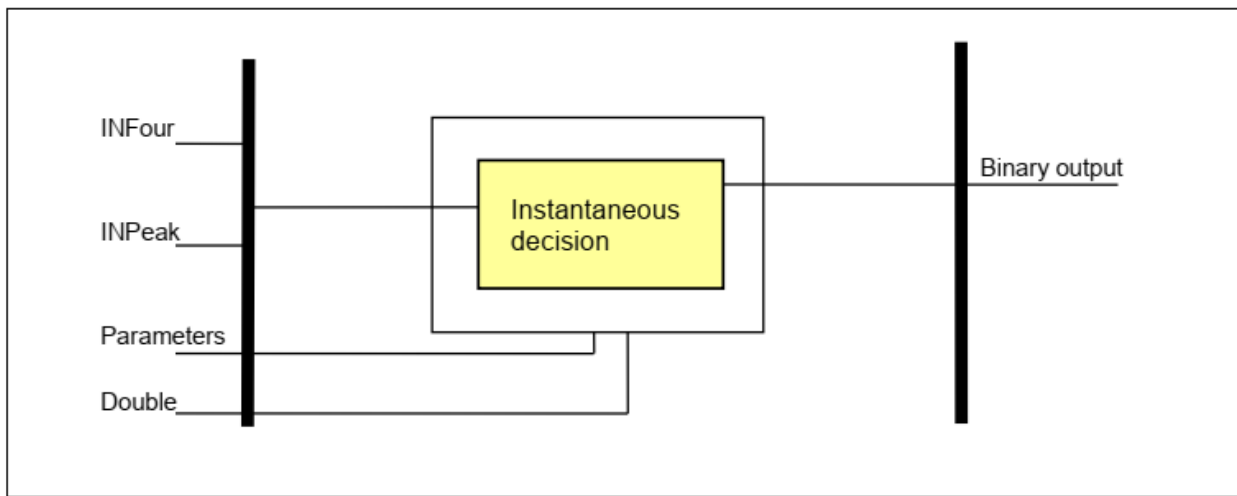 INFour
INPeak
Parameters
Double
Instantaneous
decision
Binary output